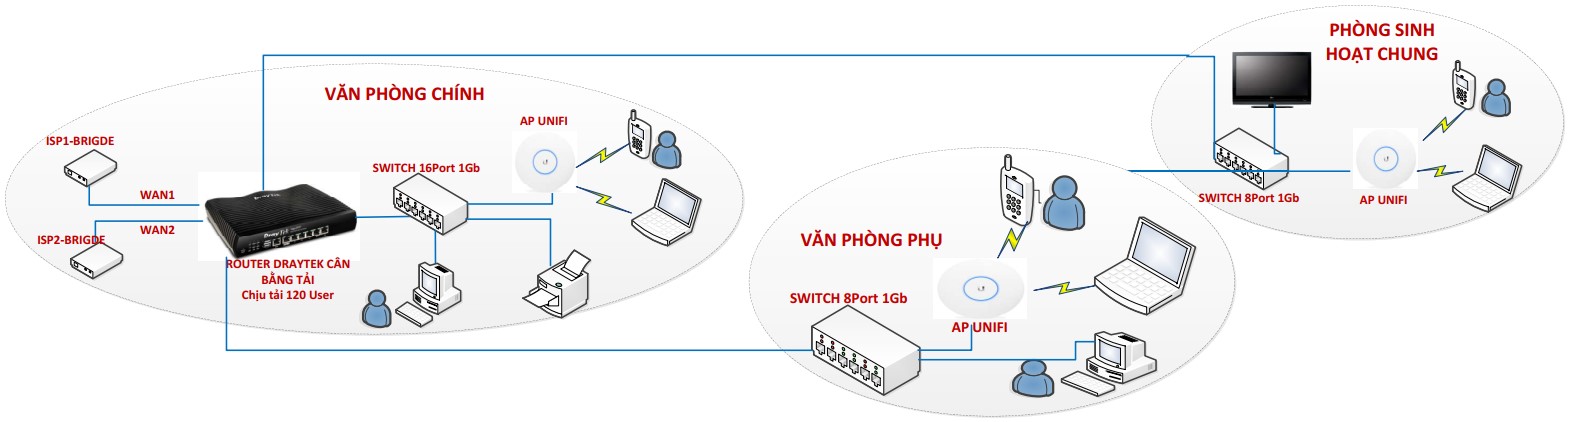 VĂN PHÒNG CHÍNH
ISP1-BRIGDE
WAN1
WAN2
ISP2-BRIGDE
DrayTek
ROUTER DRAYTEK CÂN
BẰNG TẢI
Chịu tải 120 User
SWITCH 16Port 1Gb
AP UNIFI
VĂN PHÒNG PHỤ
SWITCH 8Port 1Gb
AP UNIFI
PHÒNG SINH
HOẠT CHUNG
SWITCH 8Port 1Gb
AP UNIFI